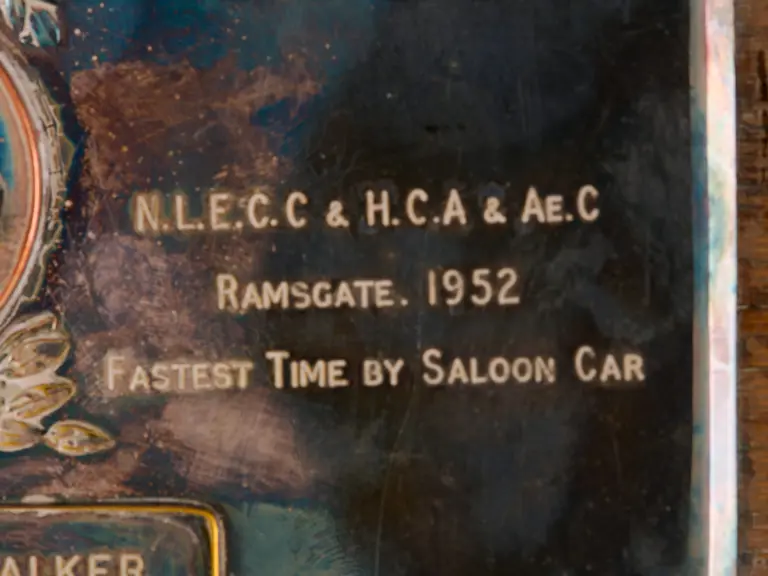 N.L.E.C.C & H.C.A & AE.C
RAMSGATE. 1952
FASTEST TIME BY SALOON CAR